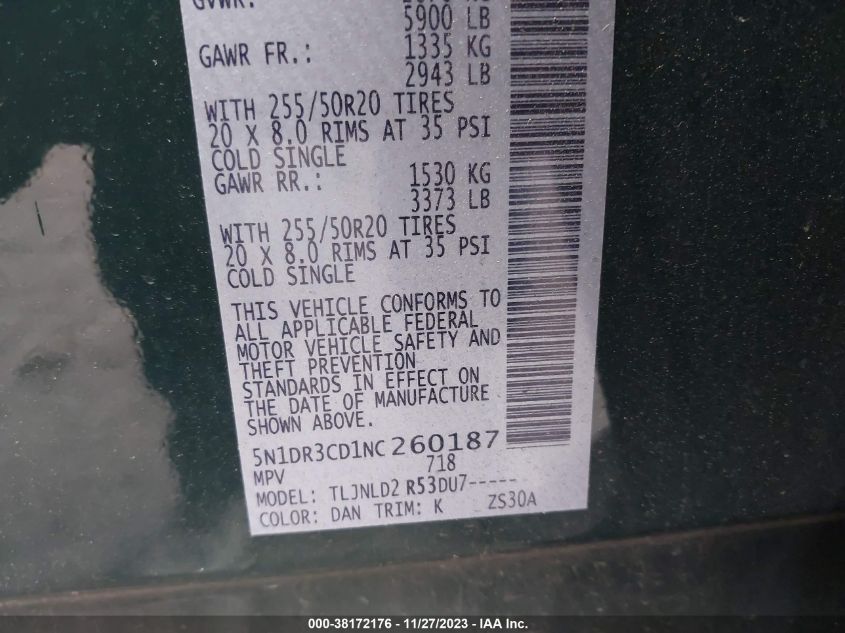 GVWR:
5900 LB
GAWR FR.: 1335 KG
2943 LB
WITH 255/50R20 TIRES
20 X 8.0 RIMS AT 35 PSI
COLD SINGLE
GAWR RR.: 1530 KG
3373 LB
WITH 255/50R20 TIRES
20 X 8.0 RIMS AT 35 PSI
COLD SINGLE
THIS VEHICLE CONFORMS TO
ALL APPLICABLE FEDERAL
MOTOR VEHICLE SAFETY AND
THEFT PREVENTION
STANDARDS IN EFFECT ON
THE DATE OF MANUFACTURE
SHOWN ABOVE.
5N1DR3CD1NC 260187
MPV 718
MODEL: TLJNLD2 R53DU7-----
COLOR: DAN TRIM: K ZS30A
000-38172176 - 11/27/2023 - IAA Inc.